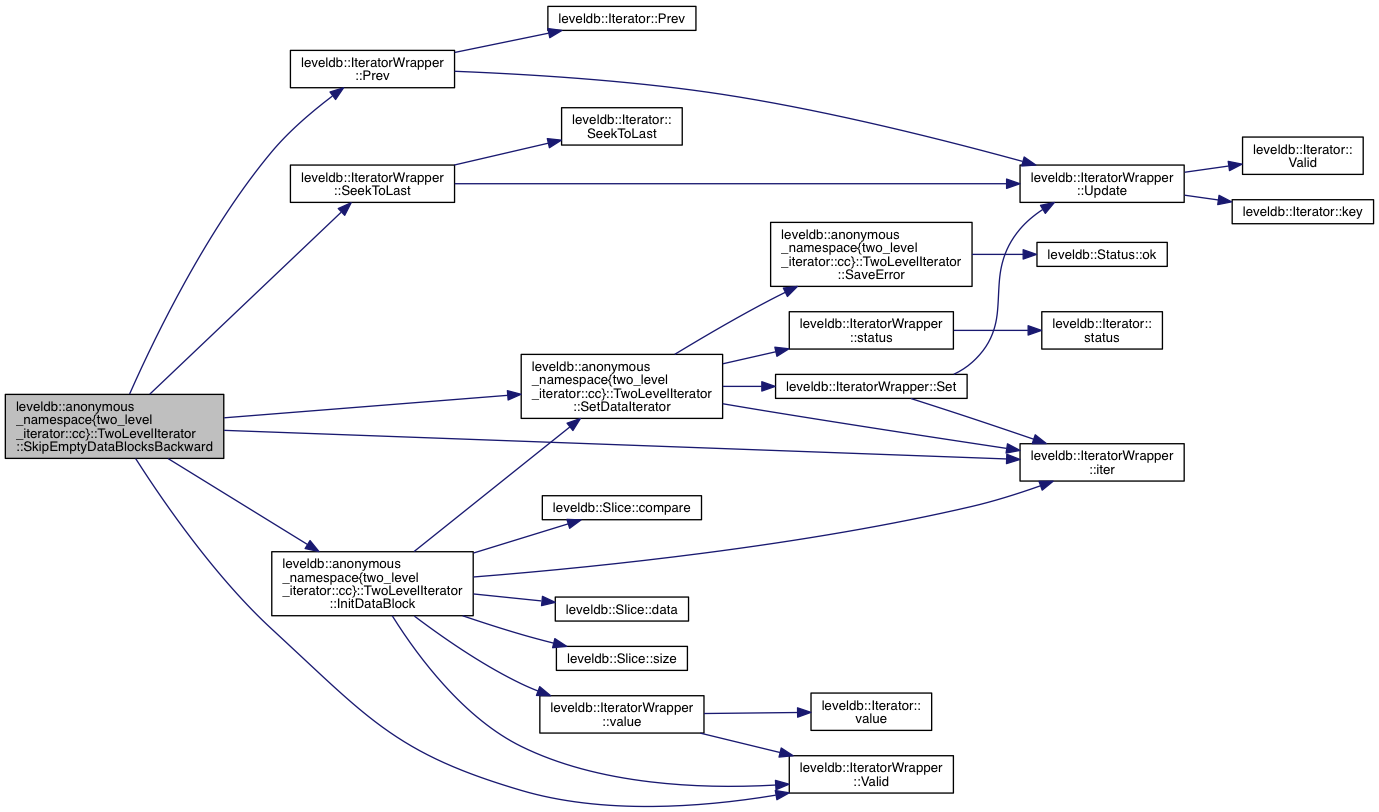 leveldb::Iterator::Prev
leveldb::IteratorWrapper
::Prev
leveldb::Iterator::
SeekToLast
leveldb::Iterator::
Valid
leveldb::IteratorWrapper
::SeekToLast
leveldb::IteratorWrapper
::Update
leveldb::Iterator::key
leveldb::anonymous
_namespace{two_level
_iterator::cc}::TwoLevelIterator
::SaveError
leveldb::Status::ok
leveldb::IteratorWrapper
::status
leveldb::Iterator::
status
leveldb::anonymous
_namespace{two_level
_iterator::cc}::TwoLevelIterator
::SetDataIterator
leveldb::IteratorWrapper::Set
leveldb::anonymous
_namespace{two_level
_iterator::cc}::TwoLevelIterator
::SkipEmptyDataBlocksBackward
leveldb::IteratorWrapper
::iter
leveldb::Slice::compare
leveldb::anonymous
_namespace{two_level
_iterator::cc}::TwoLevelIterator
::InitDataBlock
leveldb::Slice::data
leveldb::Slice::size
leveldb::IteratorWrapper
::value
leveldb::Iterator::
value
leveldb::IteratorWrapper
::Valid